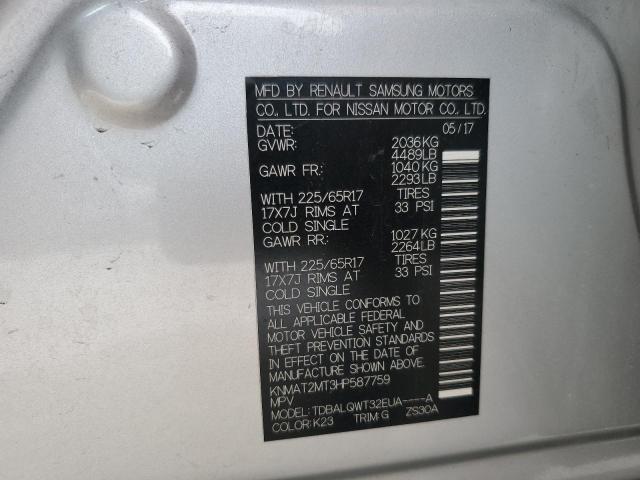 MFD BY RENAULT SAMSUNG MOTORS
CO., LTD. FOR NISSAN MOTOR CO., LTD.
DATE: 05/17
GVWR: 2036KG
4489LB
GAWR FR: 1040KG
2293LB
WITH 225/65R17 TIRES
17X7J RIMS AT 33 PSI
COLD SINGLE
GAWR RR: 1027KG
2264LB
WITH 225/65R17 TIRES
17X7J RIMS AT 33 PSI
COLD SINGLE
THIS VEHICLE CONFORMS TO
ALL APPLICABLE FEDERAL
MOTOR VEHICLE SAFETY AND
THEFT PREVENTION STANDARDS
IN EFFECT ON THE DATE OF
MANUFACTURE SHOWN ABOVE.
KNMAT2MT3HP587759
MPV
MODEL: TDBALQWT32EUA----A
COLOR: K23 TRIM: G ZS30A